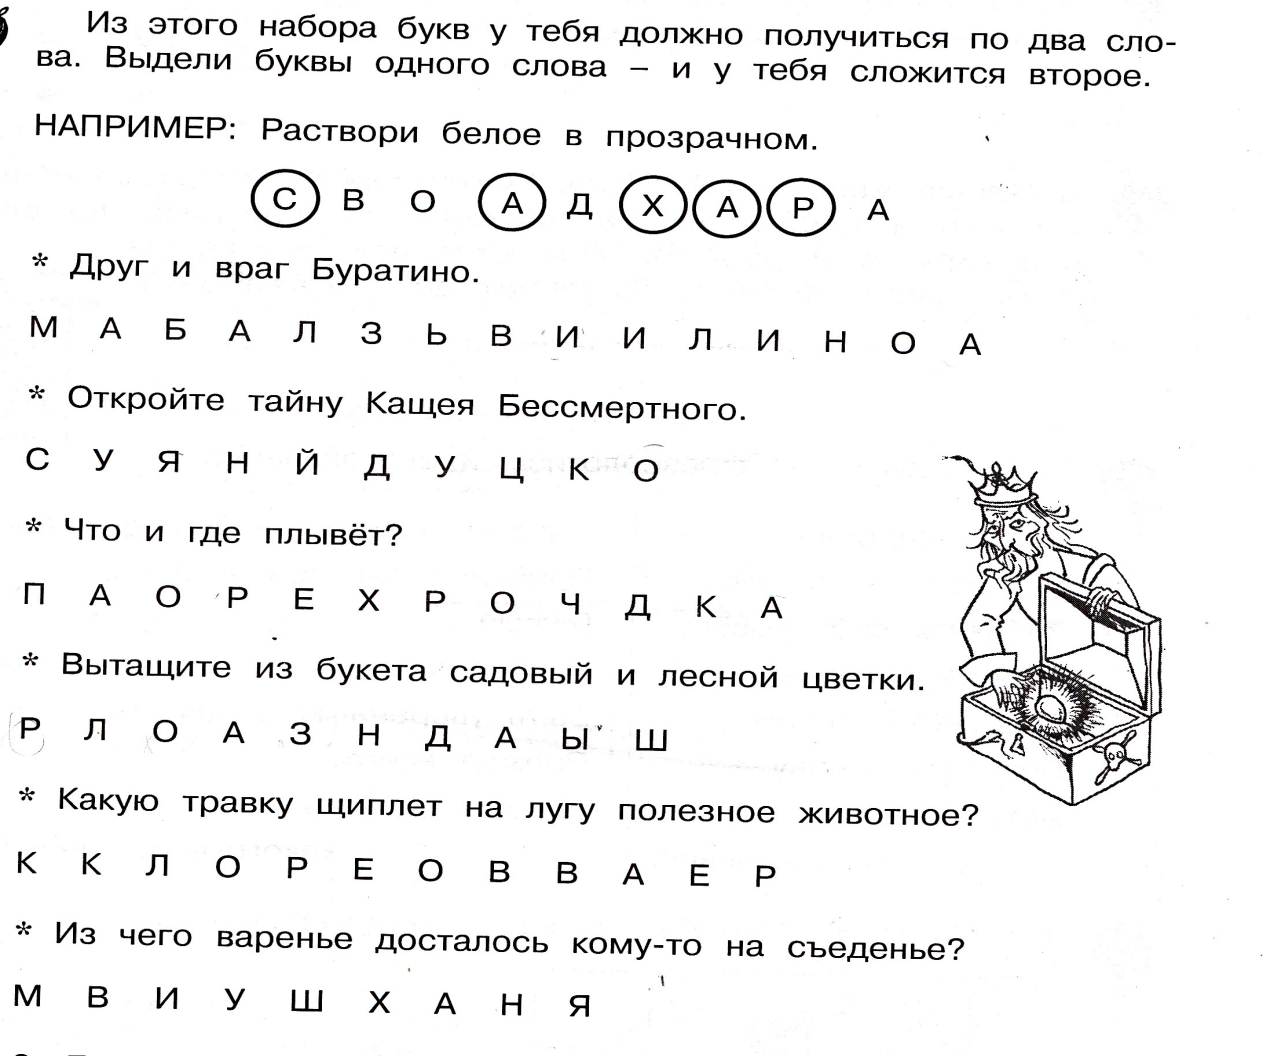 Из этого набора букв у тебя должно получиться по два сло-
ва. Выдели буквы одного слова – и у тебя сложится второе.
НАПРИМЕР: Раствори белое в прозрачном.
С В О А Д Х А Р А
* Друг и враг Буратино.
М А Б А Л З Ь В И И Л И Н О А
* Откройте тайну Кащея Бессмертного.
С У Я Н Й Д У Ц К О
* Что и где плывёт?
П А О Р Е Х Р О Ч Д К А
* Вытащите из букета садовый и лесной цветки.
Р Л О А З Н Д А Ы Ш
* Какую травку щиплет на лугу полезное животное?
К К Л О Р Е О В В А Е Р
* Из чего варенье досталось кому-то на съеденье?
М В И У Ш Х А Н Я